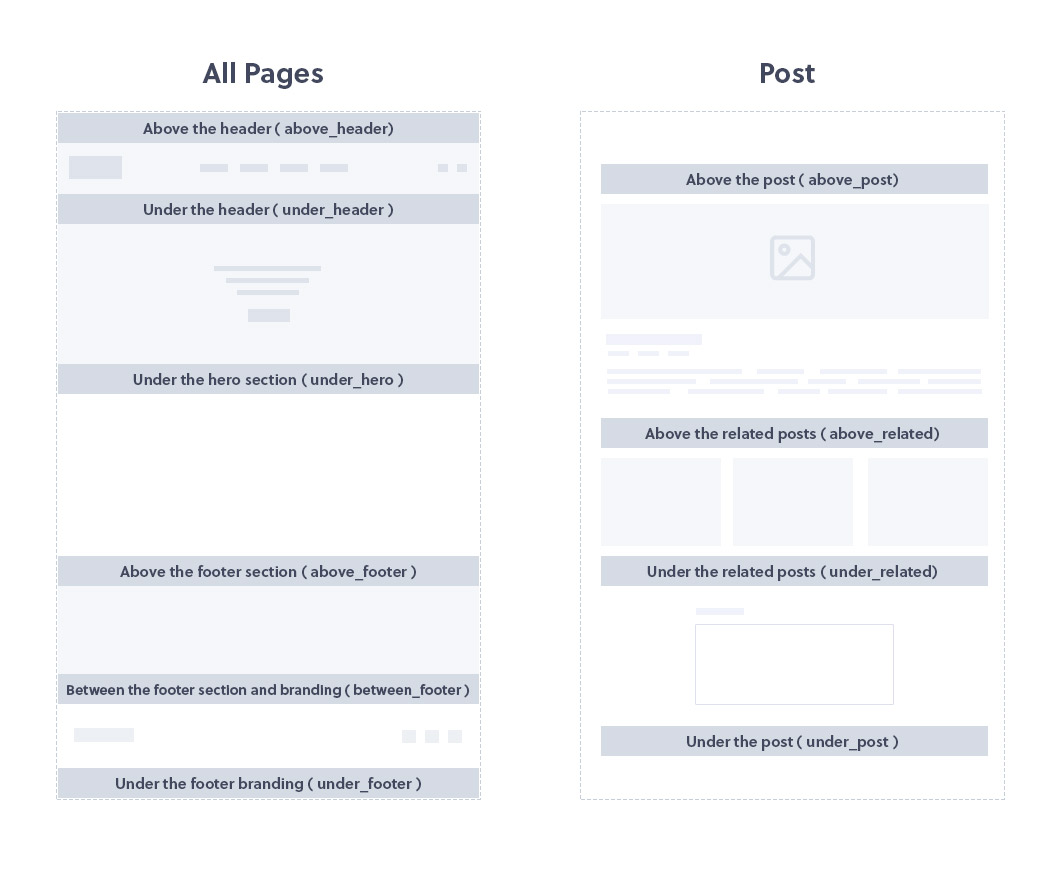 All Pages
Above the header ( above_header)
Under the header ( under_header )
Under the hero section ( under_hero )
Above the footer section ( above_footer )
Between the footer section and branding ( between_footer )
Under the footer branding ( under_footer )
Post
Above the post ( above_post)
Above the related posts ( above_related)
Under the related posts ( under_related)
Under the post ( under_post )